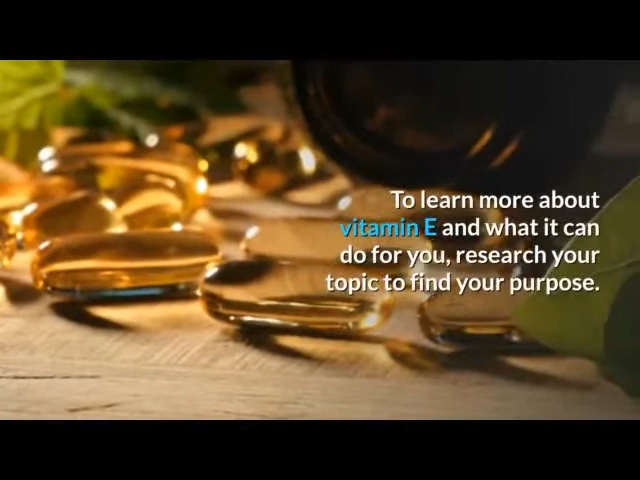 To learn more about
vitamin E and what it can
do for you, research your
topic to find your purpose.